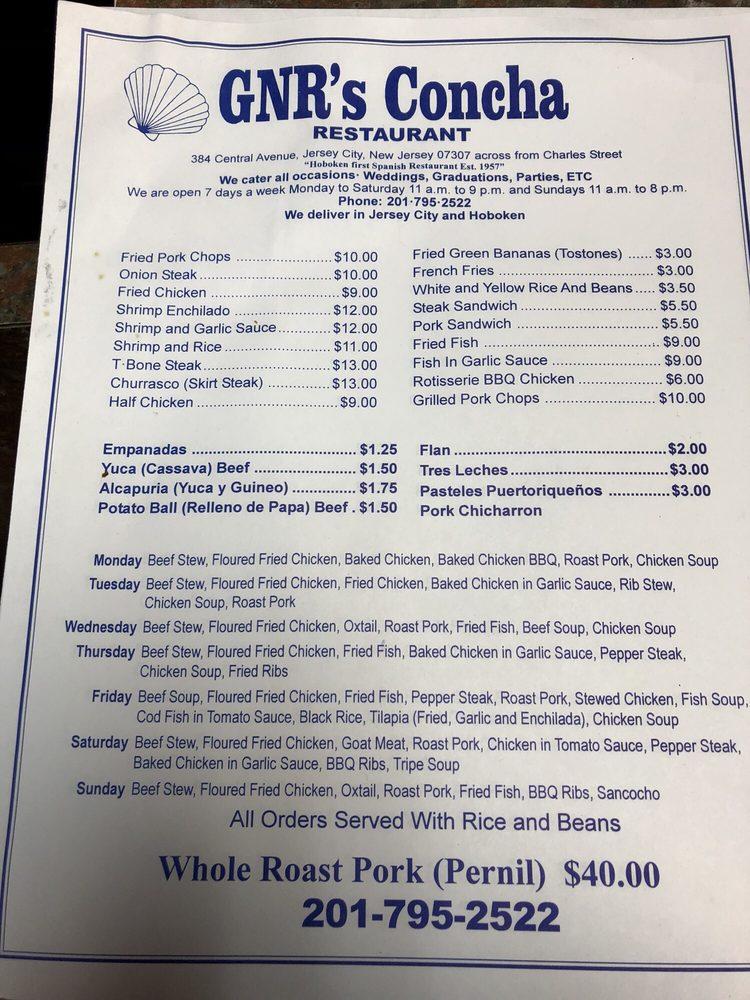 GNR's Concha
RESTAURANT
384 Central Avenue, Jersey City, New Jersey 07307 across from Charles Street
"Hoboken first Spanish Restaurant Est. 1957"
We cater all occasions· Weddings, Graduations, Parties, ETC
We are open 7 days a week Monday to Saturday 11 a.m. to 9 p.m. and Sundays 11 a.m. to 8 p.m.
Phone: 201·795·2522
We deliver in Jersey City and Hoboken
Fried Pork Chops ................ $10.00
Onion Steak ........................ $10.00
Fried Chicken ....................... $9.00
Shrimp Enchilado ................. $12.00
Shrimp and Garlic Sauce ............ $12.00
Shrimp and Rice .................... $11.00
T·Bone Steak ........................ $13.00
Churrasco (Skirt Steak) ............. $13.00
Half Chicken .......................... $9.00
Fried Green Bananas (Tostones) ...... $3.00
French Fries ............................ $3.00
White and Yellow Rice And Beans ..... $3.50
Steak Sandwich ........................ $5.50
Pork Sandwich ......................... $5.50
Fried Fish ............................... $9.00
Fish In Garlic Sauce ................... $9.00
Rotisserie BBQ Chicken ................ $6.00
Grilled Pork Chops ................... $10.00
Empanadas .............................. $1.25
Yuca (Cassava) Beef .................. $1.50
Alcapuria (Yuca y Guineo) ............. $1.75
Potato Ball (Relleno de Papa) Beef . $1.50
Flan ........................................ $2.00
Tres Leches .............................. $3.00
Pasteles Puertoriqueños .............. $3.00
Pork Chicharron
Monday Beef Stew, Floured Fried Chicken, Baked Chicken, Baked Chicken BBQ, Roast Pork, Chicken Soup
Tuesday Beef Stew, Floured Fried Chicken, Fried Chicken, Baked Chicken in Garlic Sauce, Rib Stew,
Chicken Soup, Roast Pork
Wednesday Beef Stew, Floured Fried Chicken, Oxtail, Roast Pork, Fried Fish, Beef Soup, Chicken Soup
Thursday Beef Stew, Floured Fried Chicken, Fried Fish, Baked Chicken in Garlic Sauce, Pepper Steak,
Chicken Soup, Fried Ribs
Friday Beef Soup, Floured Fried Chicken, Fried Fish, Pepper Steak, Roast Pork, Stewed Chicken, Fish Soup,
Cod Fish in Tomato Sauce, Black Rice, Tilapia (Fried, Garlic and Enchilada), Chicken Soup
Saturday Beef Stew, Floured Fried Chicken, Goat Meat, Roast Pork, Chicken in Tomato Sauce, Pepper Steak,
Baked Chicken in Garlic Sauce, BBQ Ribs, Tripe Soup
Sunday Beef Stew, Floured Fried Chicken, Oxtail, Roast Pork, Fried Fish, BBQ Ribs, Sancocho
All Orders Served With Rice and Beans
Whole Roast Pork (Pernil) $40.00
201-795-2522